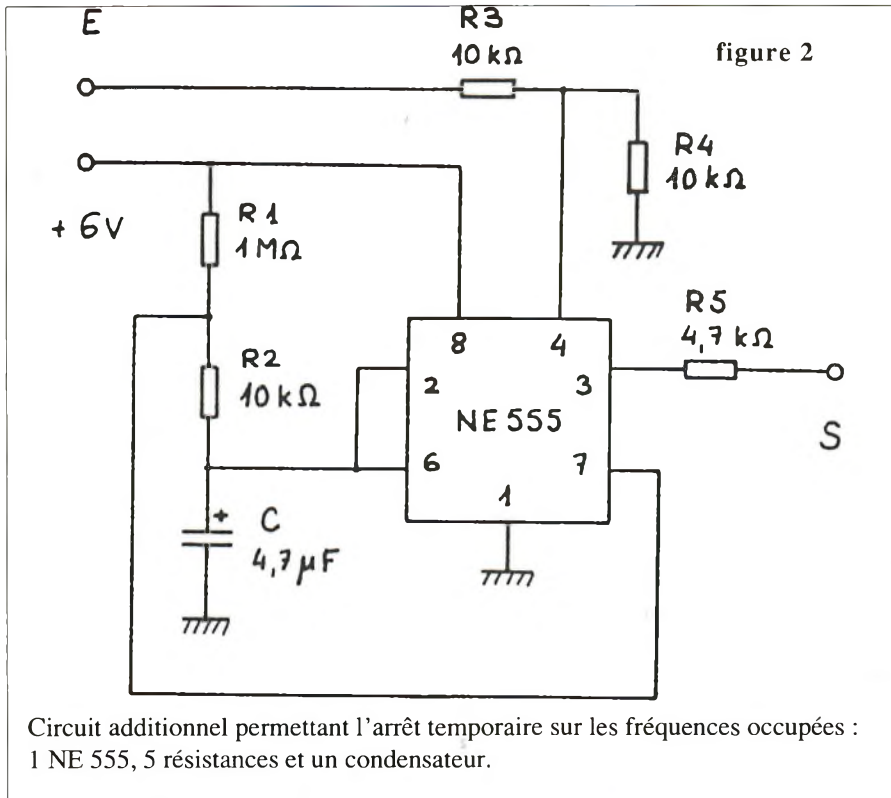 E
R3
10 kΩ
figure 2
R4
10 kΩ
+ 6V
R1
1 MΩ
R5
4,7 kΩ
8
4
R2
10 kΩ
2
3
NE 555
S
6
7
1
+
C
4,7 µF
Circuit additionnel permettant l'arrêt temporaire sur les fréquences occupées :
1 NE 555, 5 résistances et un condensateur.